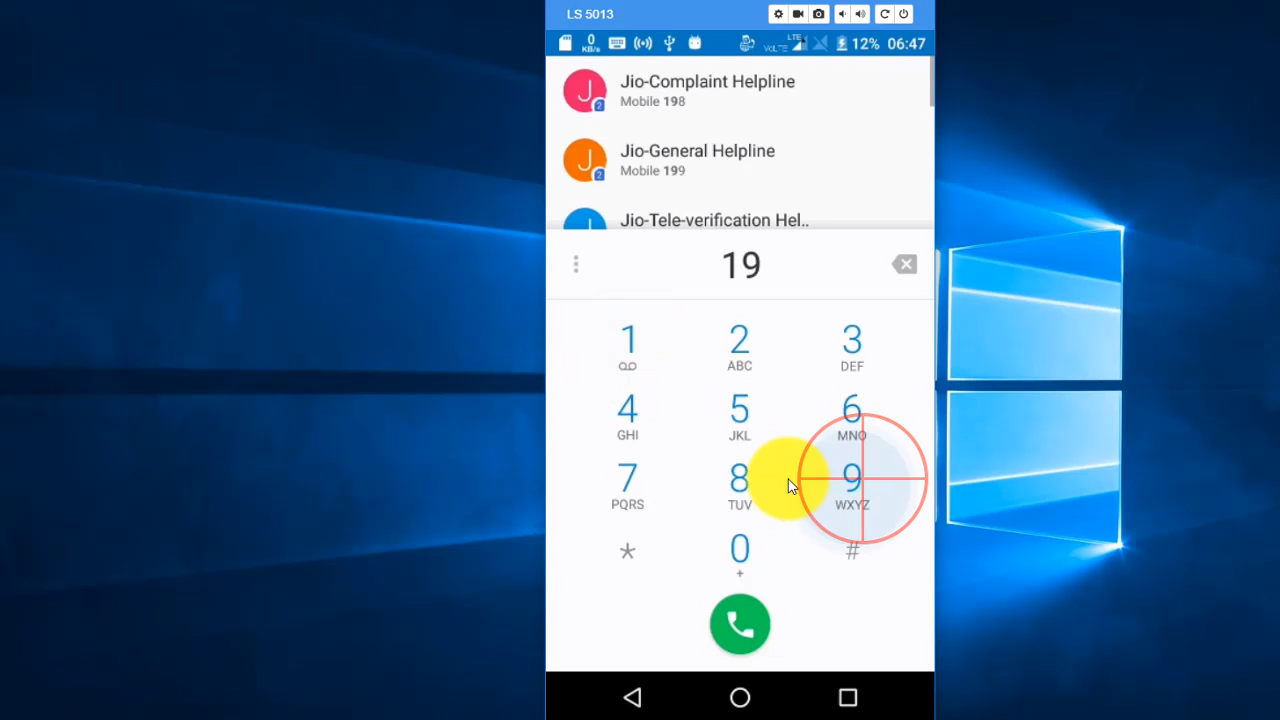 LS 5013
0
KB/s
VoLTE LTE 12% 06:47
J 2 Jio-Complaint Helpline
Mobile 198
J 2 Jio-General Helpline
Mobile 199
Jio-Tele-verification Hel..
19
1 2 3
ABC DEF
4 5 6
GHI JKL MNO
7 8 9
PQRS TUV WXYZ
* 0 #
+